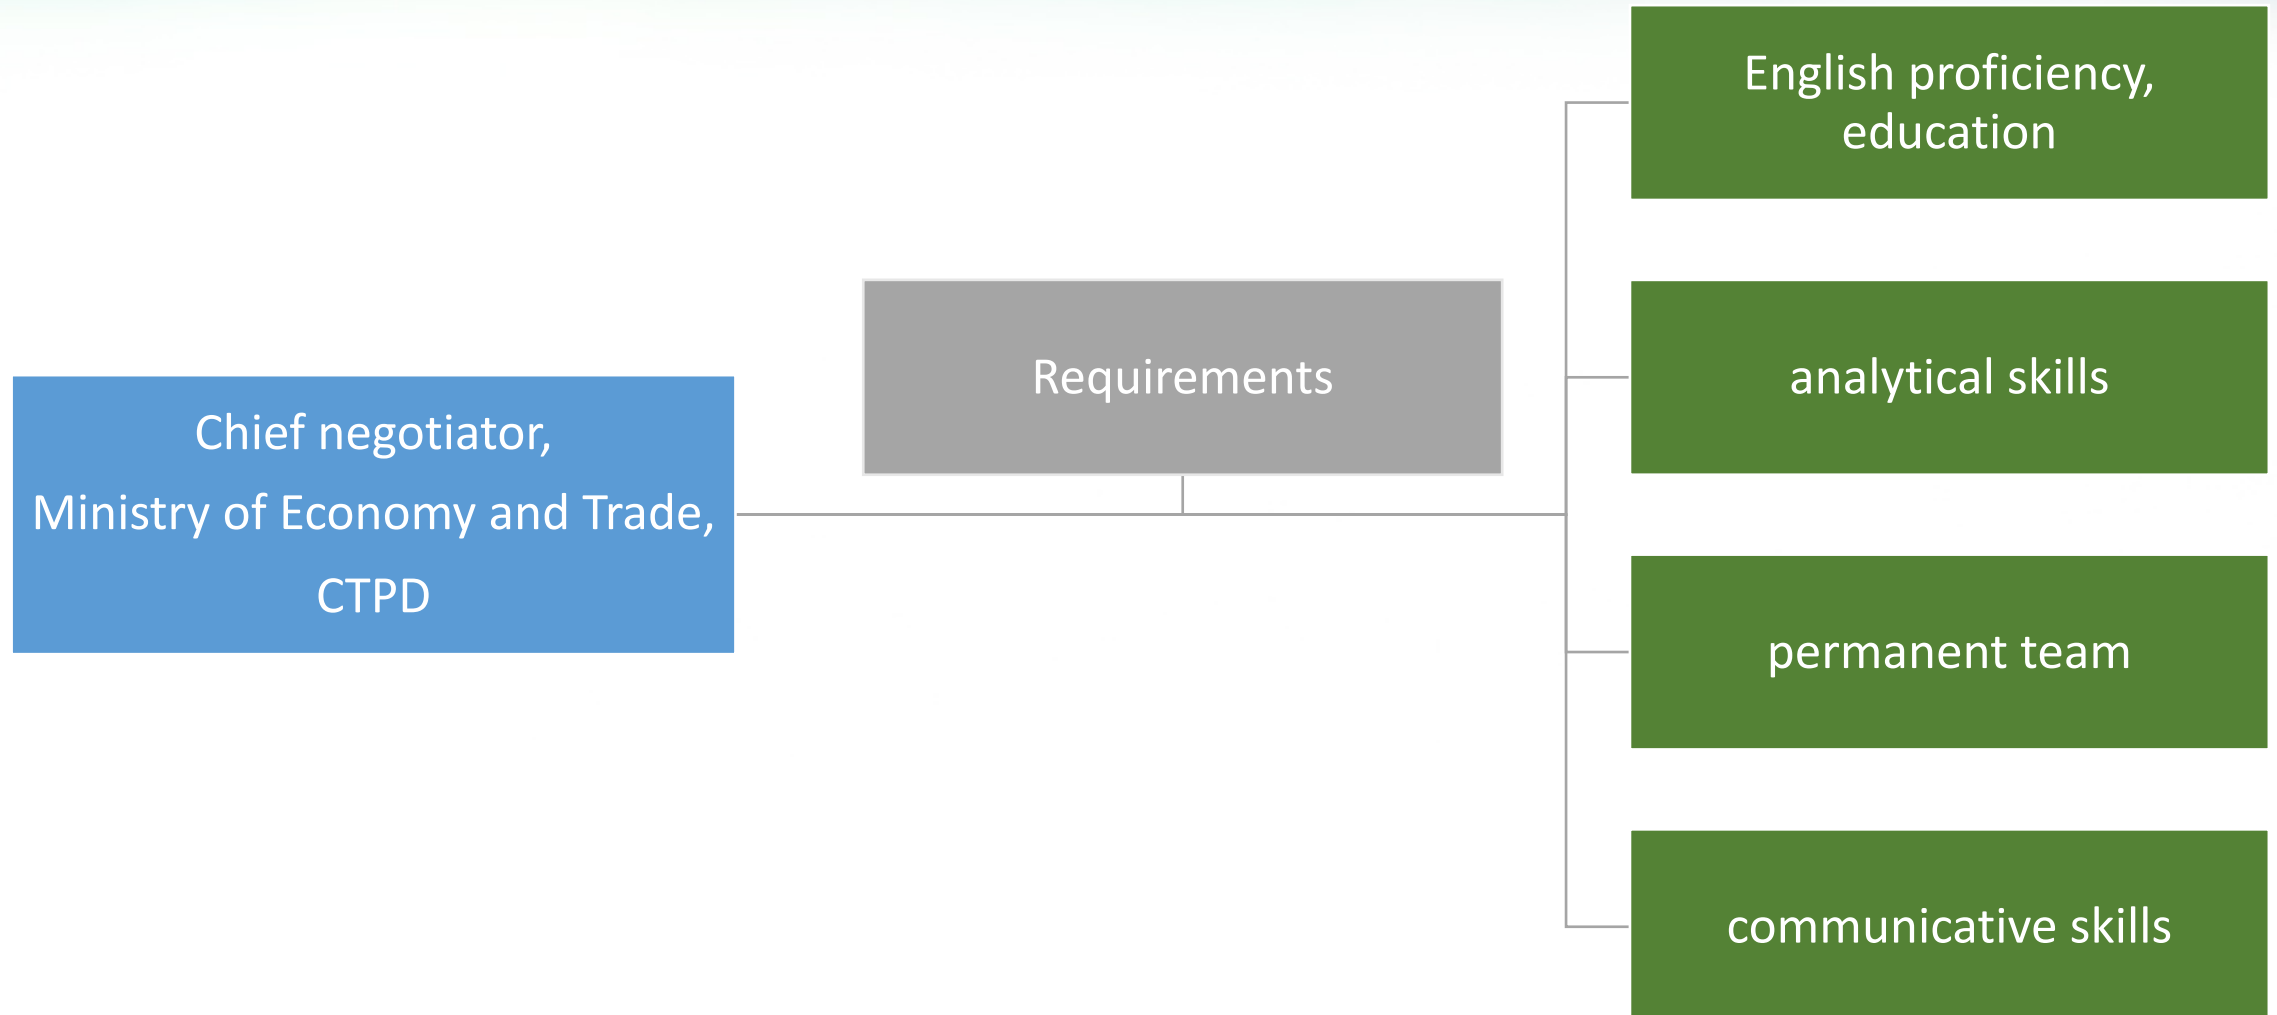 Chief negotiator,
Ministry of Economy and Trade,
CTPD
Requirements
English proficiency,
education
analytical skills
permanent team
communicative skills